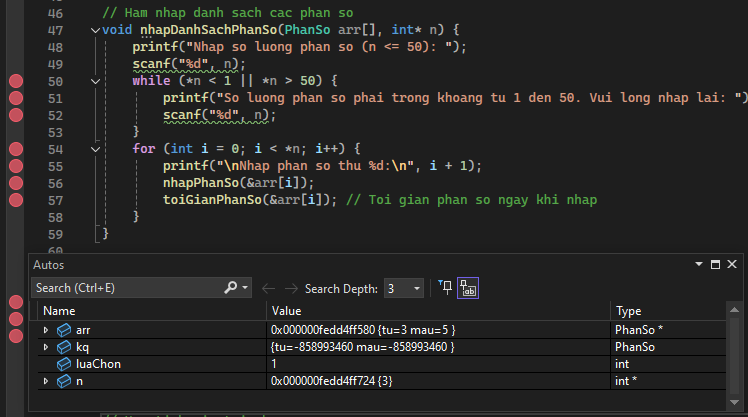 46 // Ham nhap danh sach cac phan so
47 void nhapDanhSachPhanSo(PhanSo arr[], int* n) {
48 printf("Nhap so luong phan so (n <= 50): ");
49 scanf("%d", n);
50 while (*n < 1 || *n > 50) {
51 printf("So luong phan so phai trong khoang tu 1 den 50. Vui long nhap lai: ")
52 scanf("%d", n);
53 }
54 for (int i = 0; i < *n; i++) {
55 printf("\nNhap phan so thu %d:\n", i + 1);
56 nhapPhanSo(&arr[i]);
57 toiGianPhanSo(&arr[i]); // Toi gian phan so ngay khi nhap
58 }
59 }
60
Autos
Search (Ctrl+E) Search Depth: 3
Name Value Type
arr 0x000000fedd4ff580 {tu=3 mau=5 } PhanSo *
kq {tu=-858993460 mau=-858993460 } PhanSo
luaChon 1 int
n 0x000000fedd4ff724 {3} int *